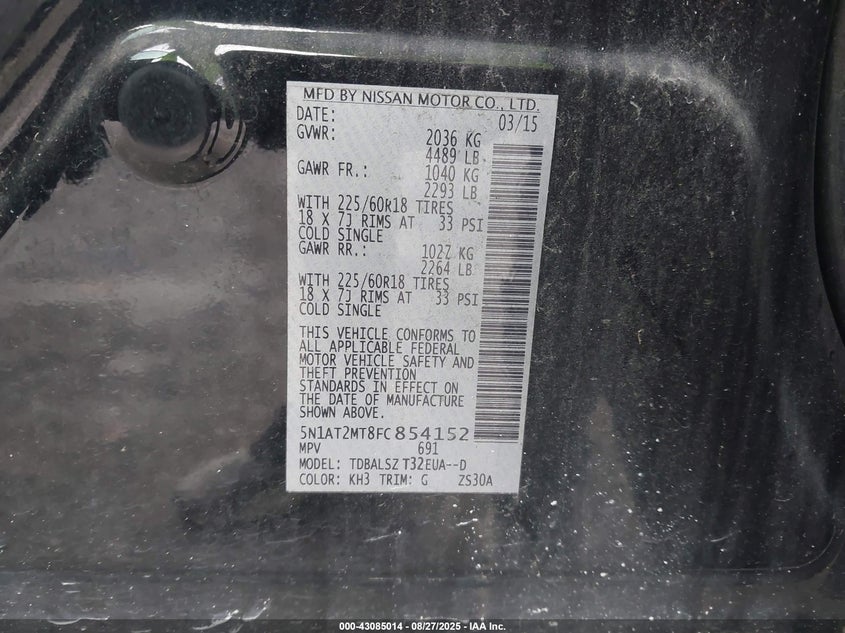 MFD BY NISSAN MOTOR CO., LTD.
DATE: 03/15
GVWR: 2036 KG
4489 LB
GAWR FR.: 1040 KG
2293 LB
WITH 225/60R18 TIRES
18 X 7J RIMS AT 33 PSI
COLD SINGLE
GAWR RR.: 1027 KG
2264 LB
WITH 225/60R18 TIRES
18 X 7J RIMS AT 33 PSI
COLD SINGLE
THIS VEHICLE CONFORMS TO
ALL APPLICABLE FEDERAL
MOTOR VEHICLE SAFETY AND
THEFT PREVENTION
STANDARDS IN EFFECT ON
THE DATE OF MANUFACTURE
SHOWN ABOVE.
5N1AT2MT8FC854152
MPV 691
MODEL: TDBALSZ T32EUA--D
COLOR: KH3 TRIM: G ZS30A
000-43085014 - 08/27/2025 - IAA Inc.